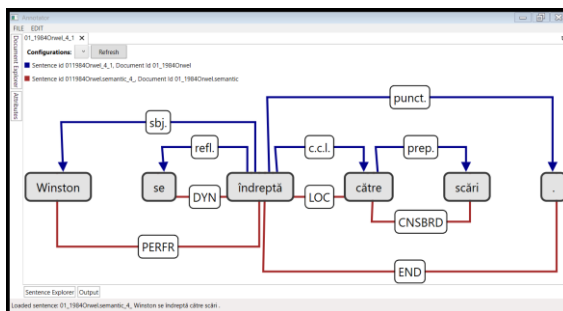 FILE EDIT
01_1984Orwel_4_1 ✕
Configurations: Refresh
Document Explorer
Attributes
Sentence id 011984Orwel_4_1, Document Id 01_1984Orwel
Sentence id 011984Orwel.semantic_4_, Document Id 01_1984Orwel.semantic
punct.
sbj.
refl. c.c.l. prep.
Winston se îndreptă către scări .
DYN LOC
CNSBRD
PERFR
END
Sentence Explorer Output
Loaded sentence: 01_1984Orwel.semantic_4_, Winston se îndreptă către scări .